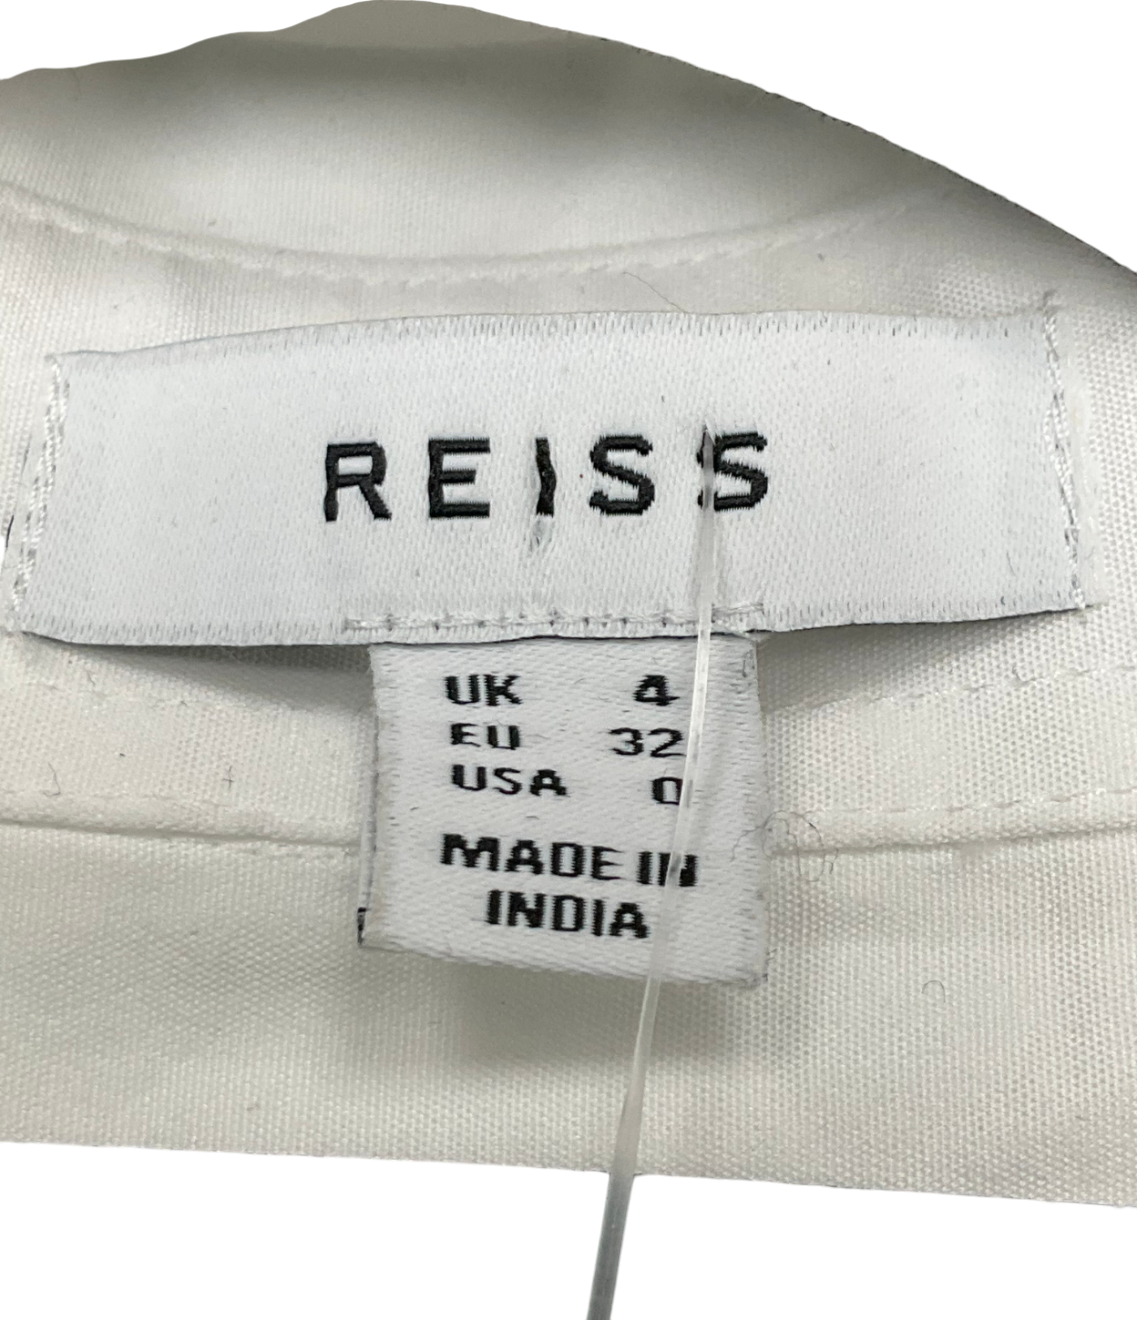 REISS
UK 4
EU 32
USA 0
MADE IN
INDIA